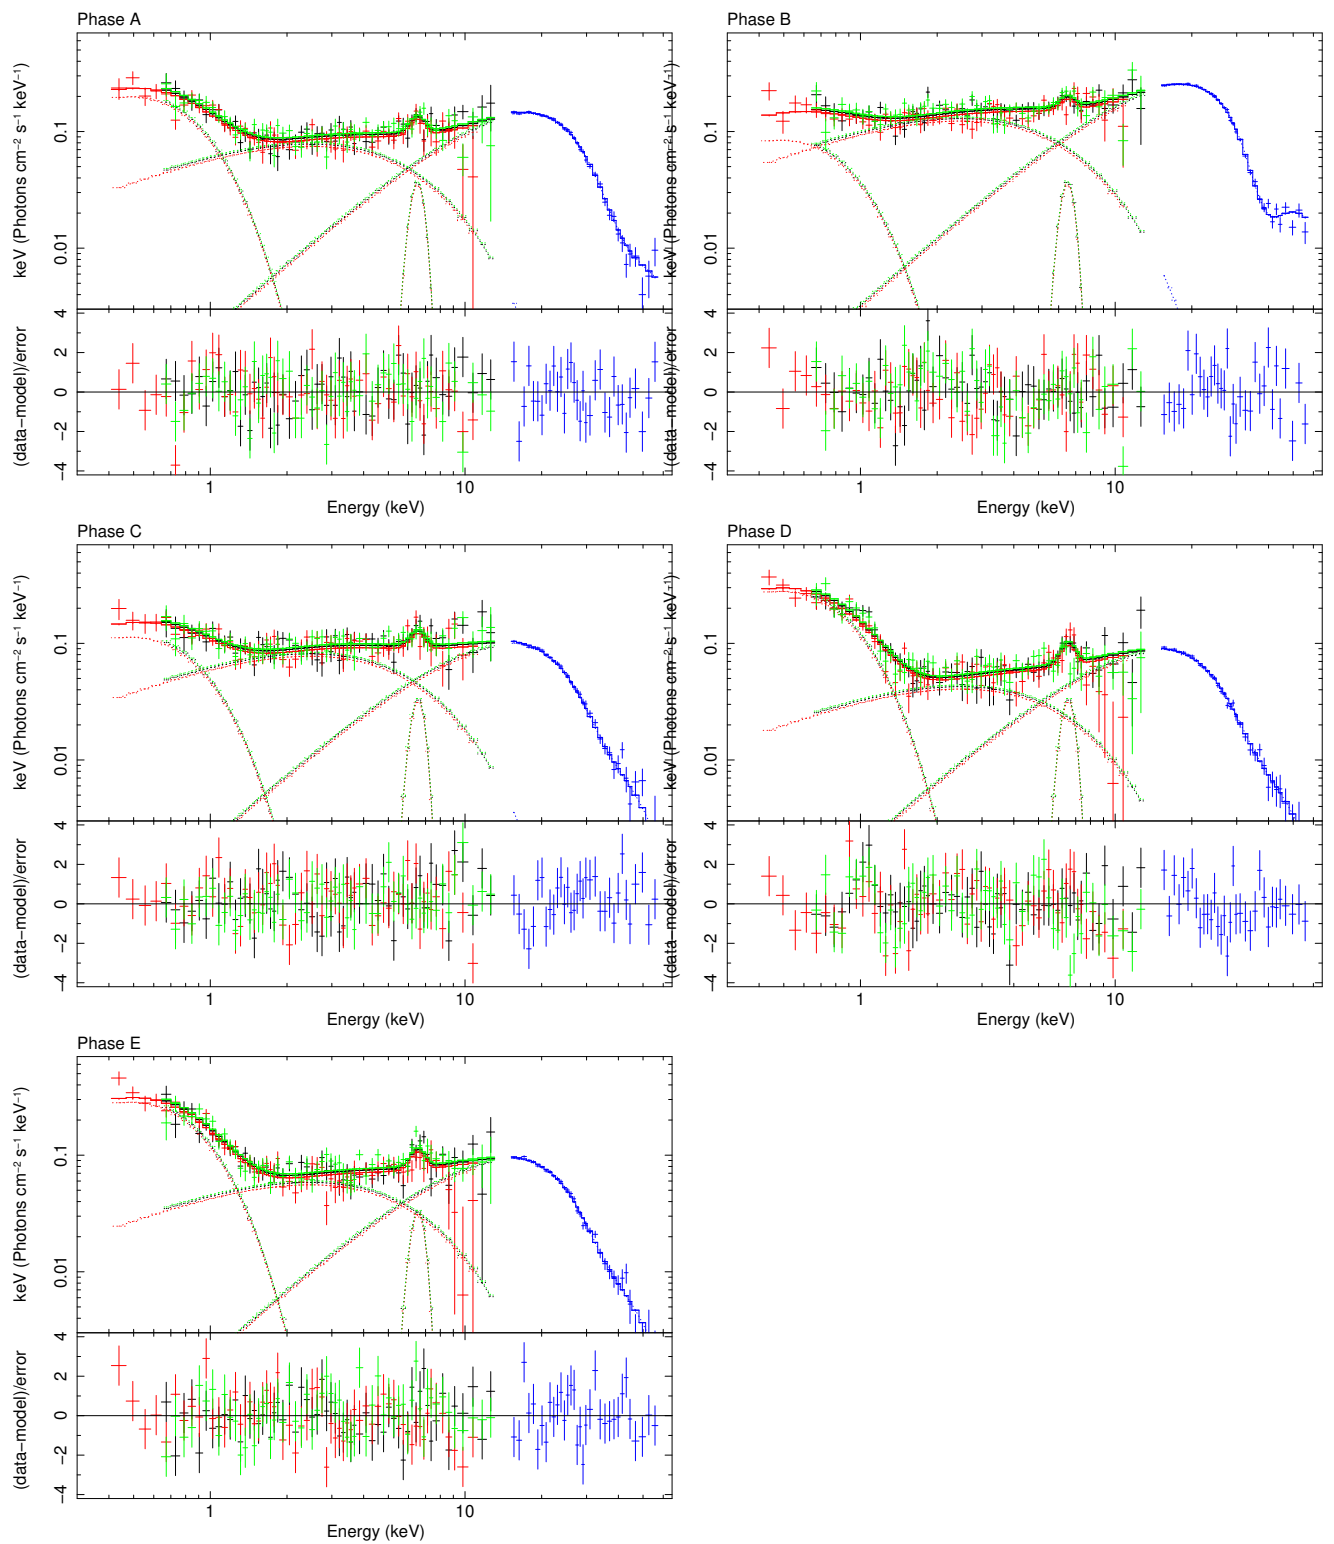 Phase A
keV (Photons cm⁻² s⁻¹ keV⁻¹)
0.1
0.01
(data−model)/error
4
2
0
−2
−4
1 10
Energy (keV)
Phase B
keV (Photons cm⁻² s⁻¹ keV⁻¹)
0.1
0.01
(data−model)/error
4
2
0
−2
−4
1 10
Energy (keV)
Phase C
keV (Photons cm⁻² s⁻¹ keV⁻¹)
0.1
0.01
(data−model)/error
4
2
0
−2
−4
1 10
Energy (keV)
Phase D
keV (Photons cm⁻² s⁻¹ keV⁻¹)
0.1
0.01
(data−model)/error
4
2
0
−2
−4
1 10
Energy (keV)
Phase E
keV (Photons cm⁻² s⁻¹ keV⁻¹)
0.1
0.01
(data−model)/error
4
2
0
−2
−4
1 10
Energy (keV)